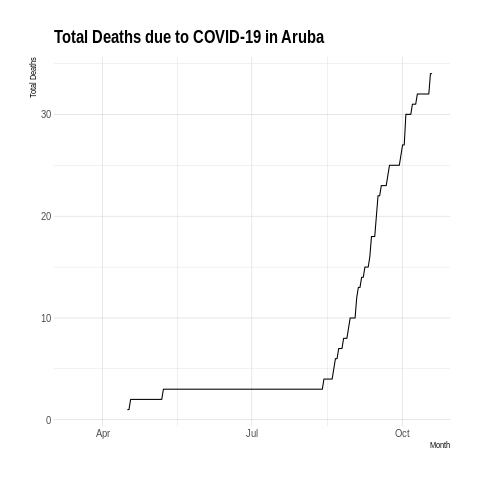 Total Deaths due to COVID-19 in Aruba
Total Deaths
30
20
10
0
Apr Jul Oct
Month